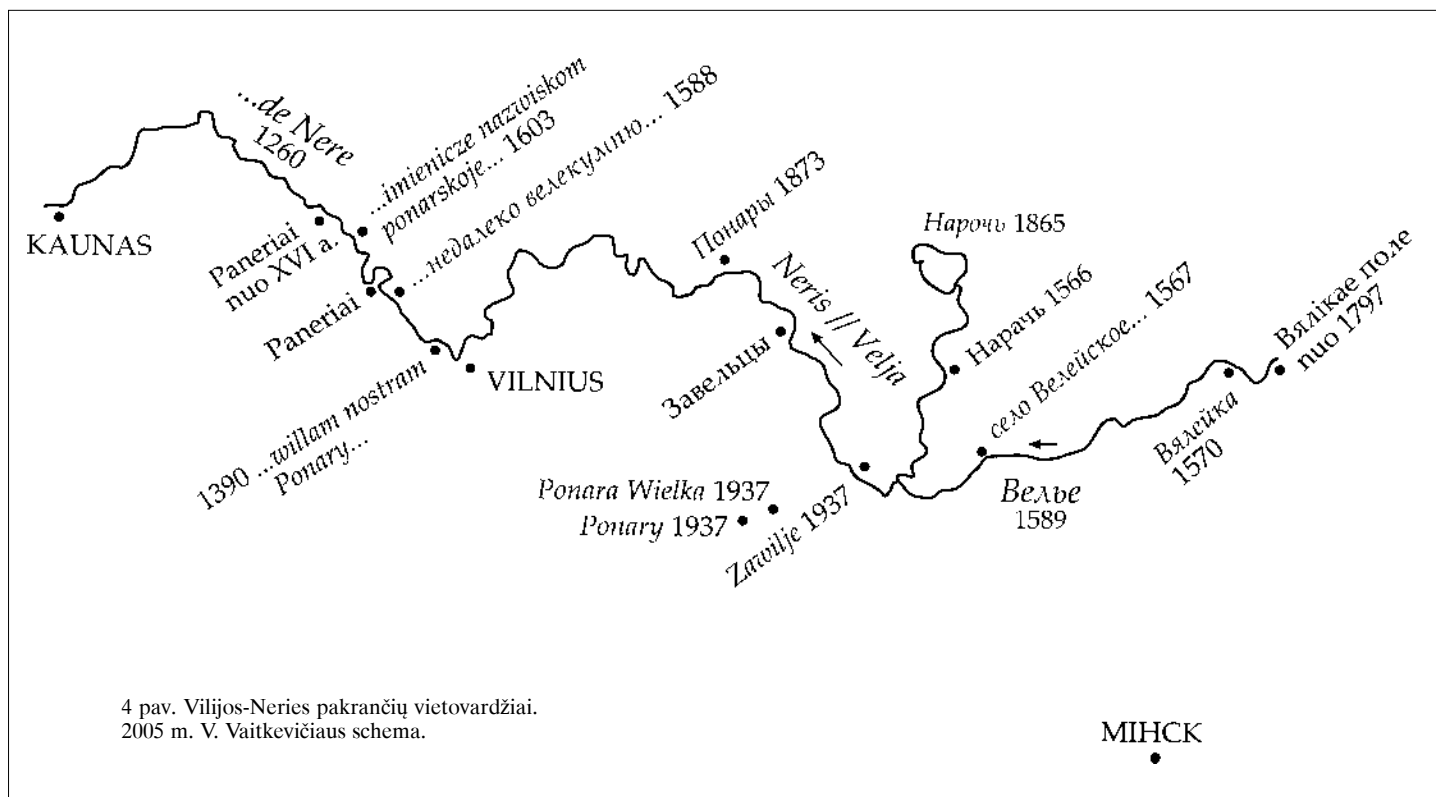 ...de Nere
1260
KAUNAS
Paneriai
nuo XVI a.
...imienicze nazwiskom
ponarskoje... 1603
...недалеко велекумпю... 1588
Paneriai
VILNIUS
1390 ...willam nostram
Ponary...
Понары 1873
Neris // Velja
Завельцы
Нарочь 1865
Нарачь 1566
село Велейское... 1567
Вялікае поле
nuo 1797
Вялейка
1570
Велье
1589
Zawilje 1937
Ponara Wielka 1937
Ponary 1937
МІНСК
4 pav. Vilijos-Neries pakrančių vietovardžiai.
2005 m. V. Vaitkevičiaus schema.